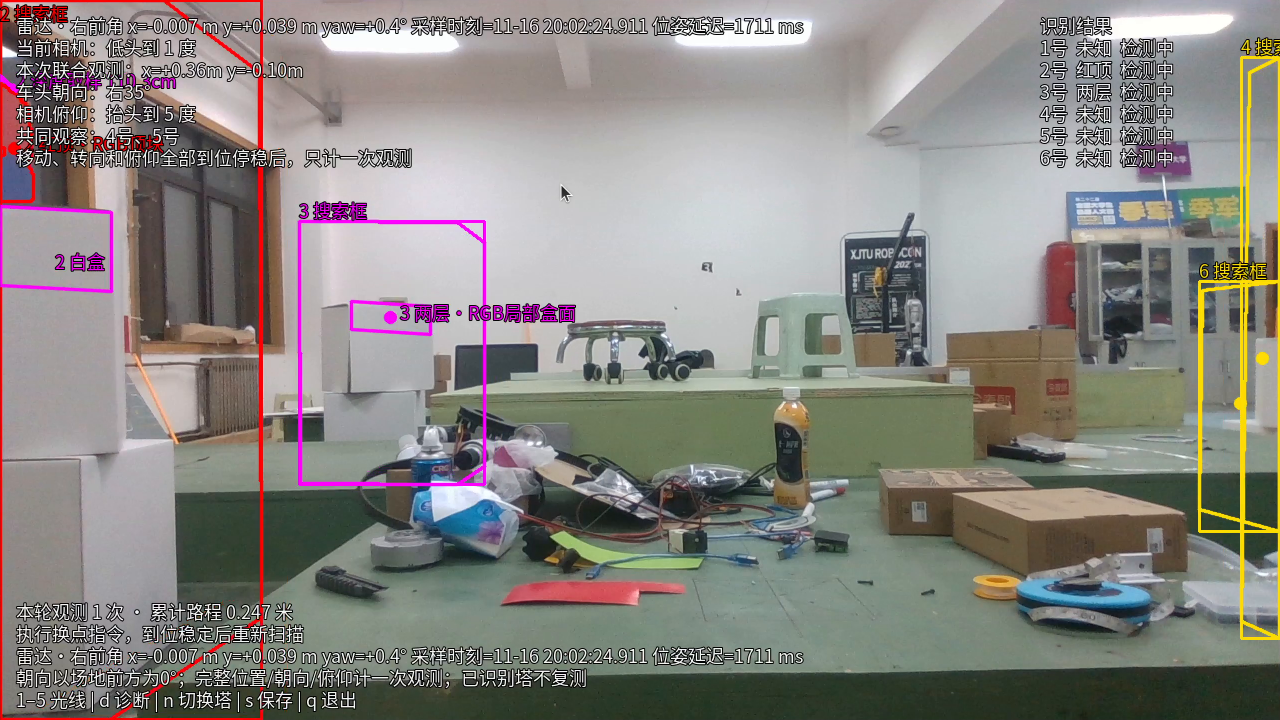 2 搜索框
雷达·右前角 x=-0.007 m y=+0.039 m yaw=+0.4° 采样时刻=11-16 20:02:24.911 位姿延迟=1711 ms
当前相机：低头到 1 度
本次联合观测：x=+0.36m y=-0.10m
车头朝向：右35°
相机俯仰：抬头到 5 度
共同观察：4号、5号
移动、转向和俯仰全部到位停稳后，只计一次观测
识别结果
1号 未知 检测中
2号 红顶 检测中
3号 两层 检测中
4号 未知 检测中
5号 未知 检测中
6号 未知 检测中
4 搜索
大学
季军
季军
3 搜索框
2 白盒
XJTU ROBOCON
202
6 搜索框
3 两层·RGB局部盒面
CRC
本轮观测 1 次 · 累计路程 0.247 米
执行换点指令，到位稳定后重新扫描
雷达·右前角 x=-0.007 m y=+0.039 m yaw=+0.4° 采样时刻=11-16 20:02:24.911 位姿延迟=1711 ms
朝向以场地前方为0°；完整位置/朝向/俯仰计一次观测；已识别塔不复测
1–5 光线 | d 诊断 | n 切换塔 | s 保存 | q 退出